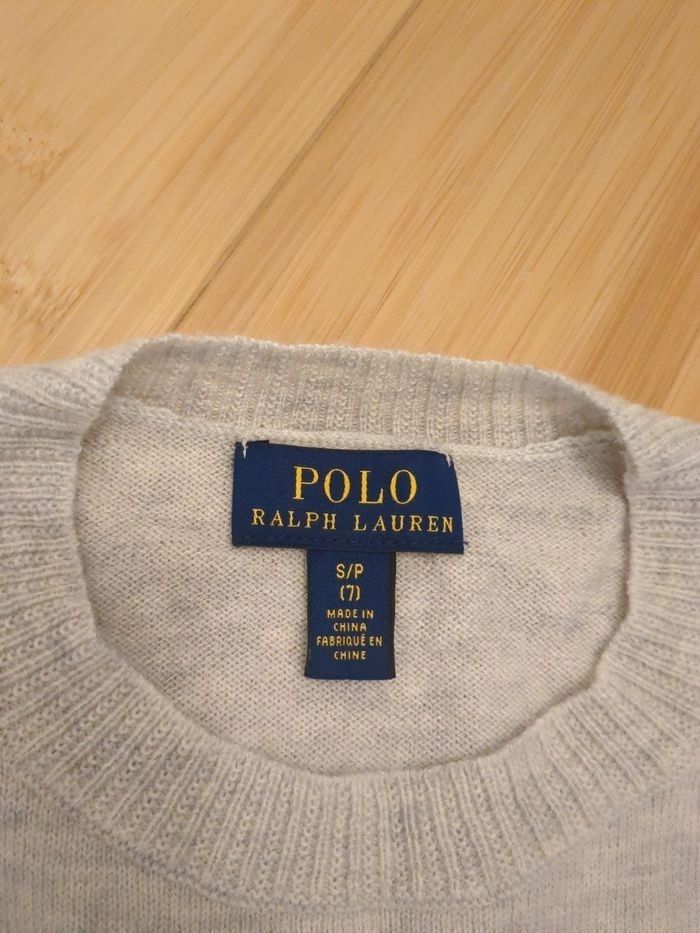 POLO
RALPH LAUREN
S/P
(7)
MADE IN
CHINA
FABRIQUÉ EN
CHINE